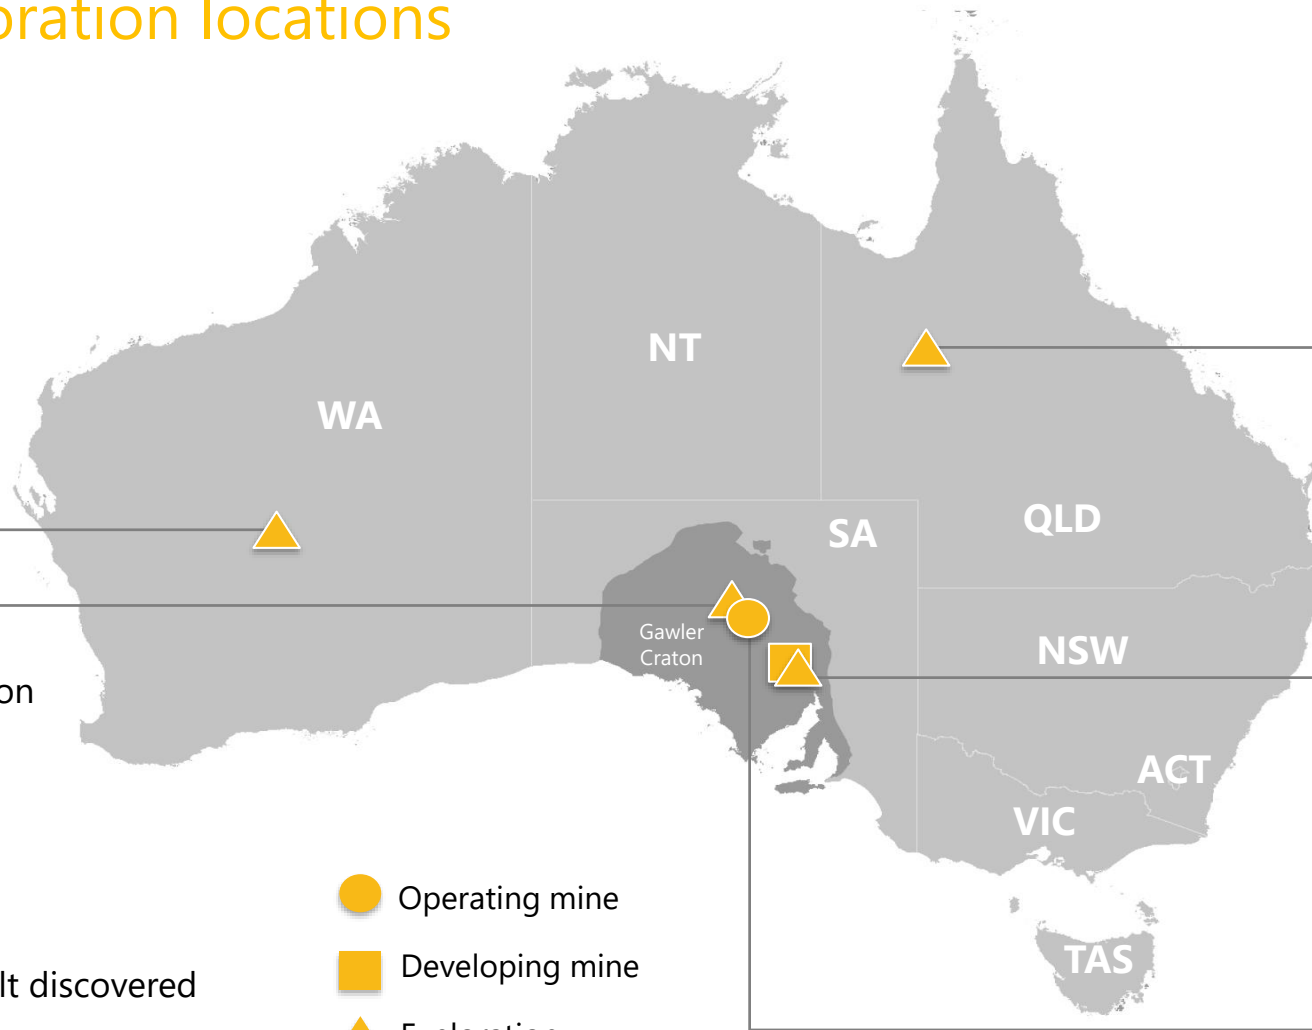 oration locations
NT
WA
QLD
SA
Gawler
Craton
NSW
on
ACT
VIC
Operating mine
TAS
Developing mine
lt discovered
Exploration